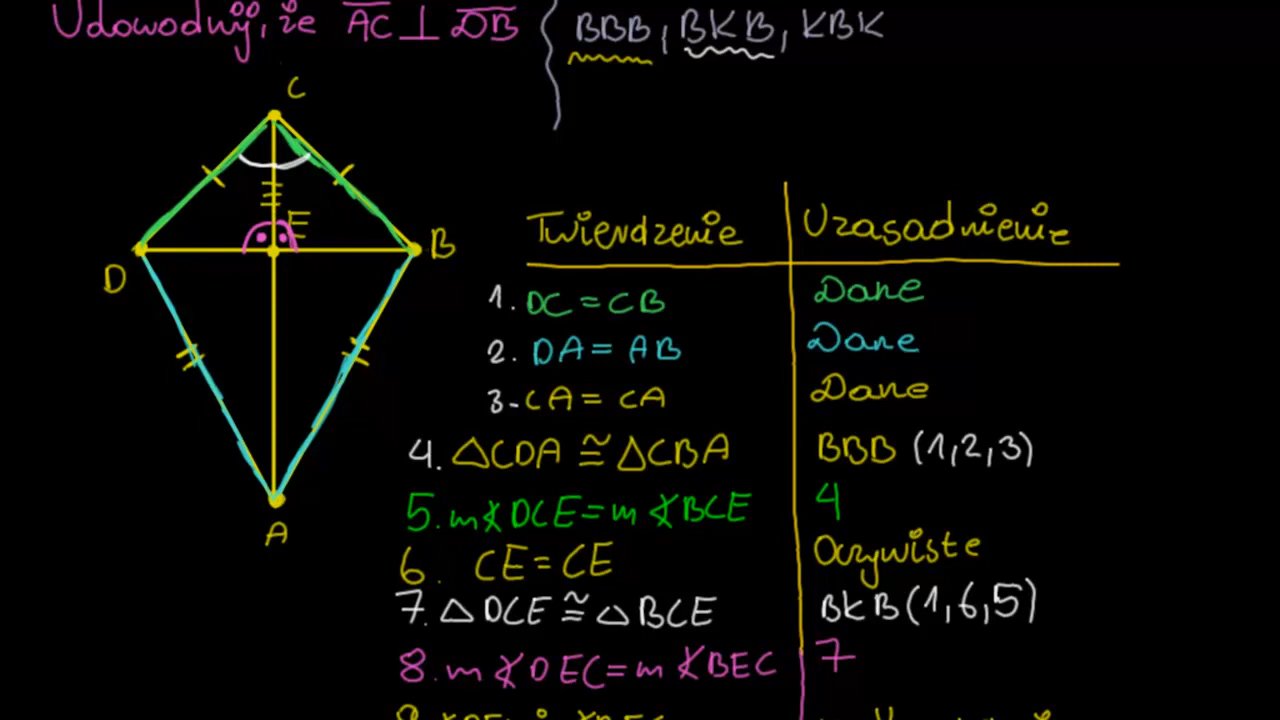 Udowodnij, że AC ⊥ DB { BBB, BKB, KBK
C
E
D
B
A
Twierdzenie Uzasadnienie
1. DC = CB Dane
2. DA = AB Dane
3. CA = CA Dane
4. △CDA ≅ △CBA BBB (1,2,3)
5. m∢DCE = m∢BCE 4
6. CE = CE Oczywiste
7. △DCE ≅ △BCE BKB (1,6,5)
8. m∢DEC = m∢BEC 7